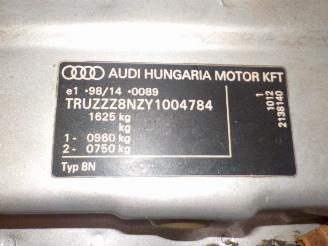 AUDI HUNGARIA MOTOR KFT
e1 *98/14 *0089
TRUZZZ8NZY1004784
1625 kg
kg
1- 0960 kg
2- 0750 kg
Typ 8N
1
1012
2138140